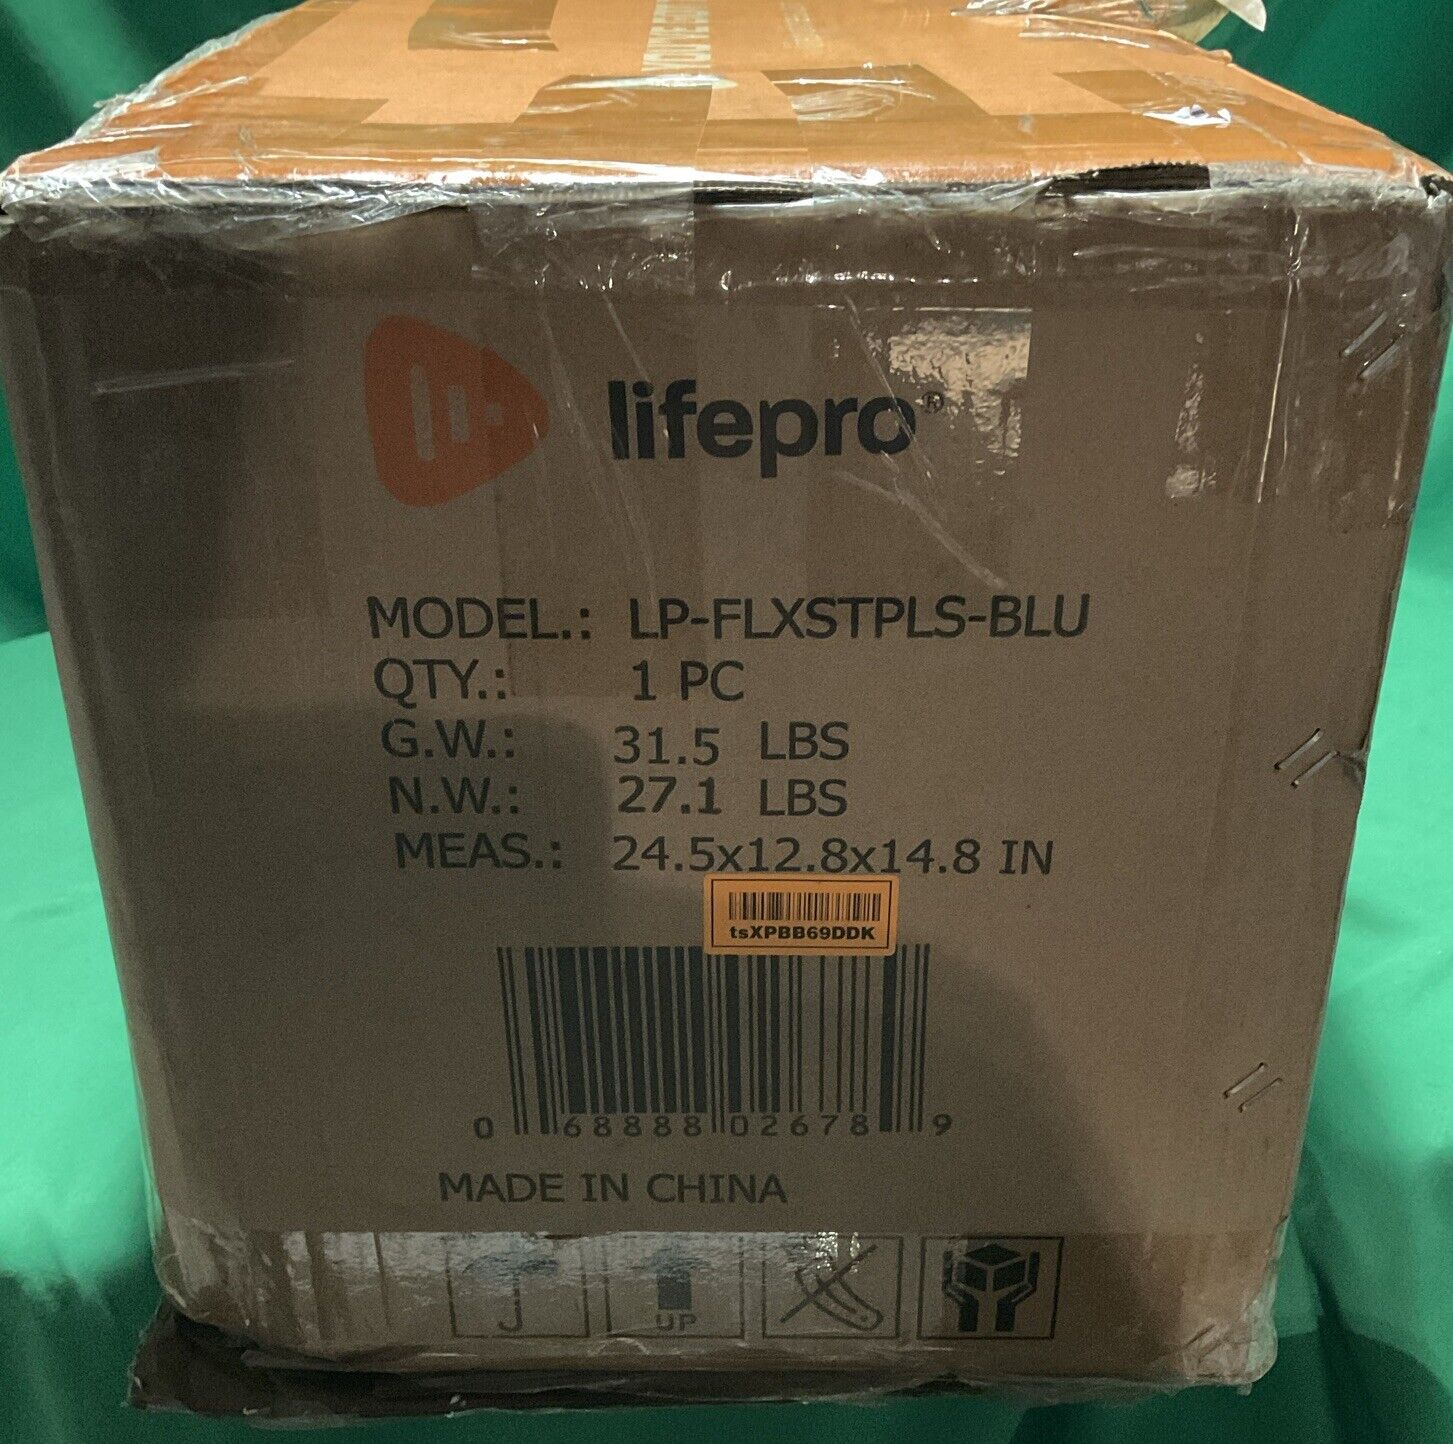 lifepro®
MODEL.: LP-FLXSTPLS-BLU
QTY.: 1 PC
G.W.: 31.5 LBS
N.W.: 27.1 LBS
MEAS.: 24.5x12.8x14.8 IN
tsXPBB69DDK
0 68888 02678 9
MADE IN CHINA
UP